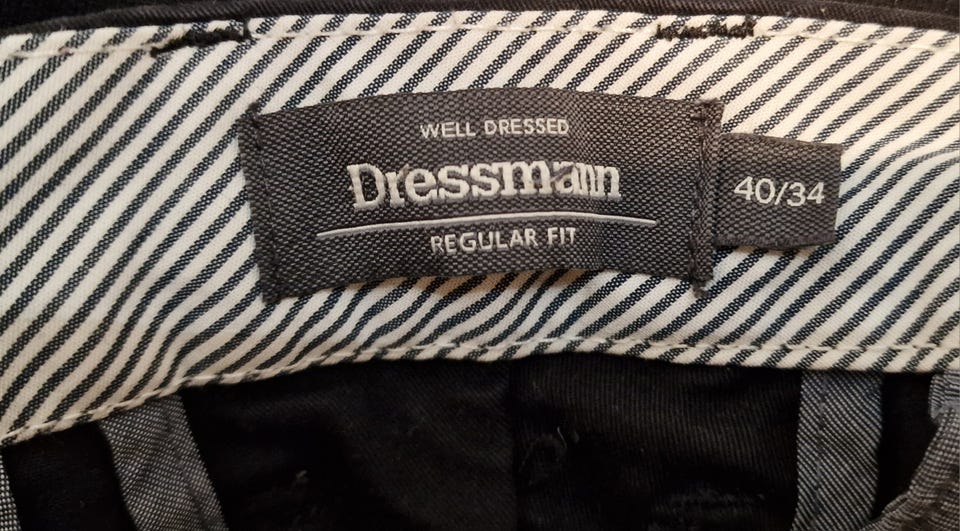 WELL DRESSED
Dressmann
REGULAR FIT
40/34